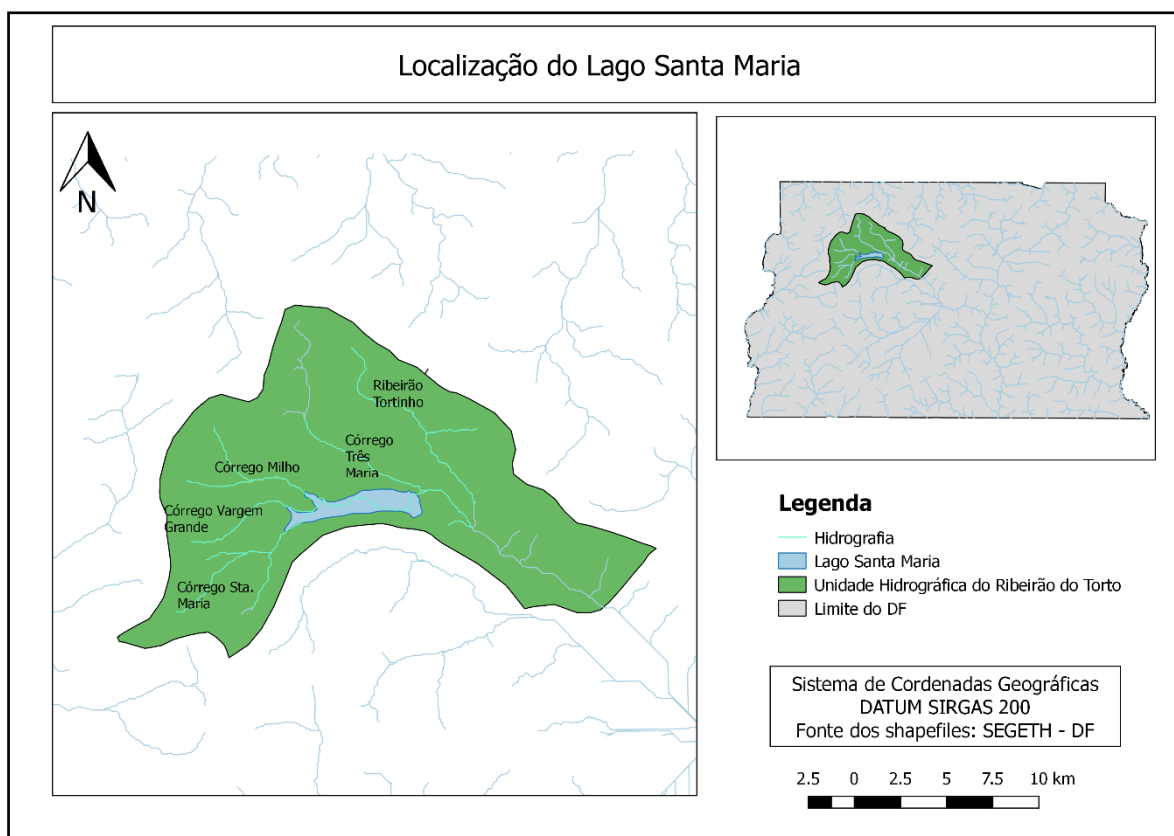 Localização do Lago Santa Maria
N
Ribeirão
Tortinho
Córrego
Três
Maria
Córrego Milho
Córrego Vargem
Grande
Córrego Sta.
Maria
Legenda
Hidrografia
Lago Santa Maria
Unidade Hidrográfica do Ribeirão do Torto
Limite do DF
Sistema de Cordenadas Geográficas
DATUM SIRGAS 200
Fonte dos shapefiles: SEGETH - DF
2.5 0 2.5 5 7.5 10 km